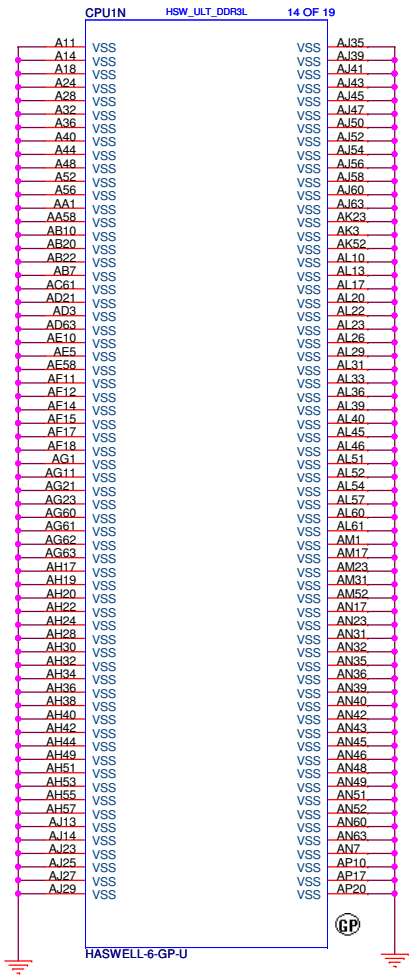 CPU1N HSW_ULT_DDR3L 14 OF 19
A11 VSS VSS AJ35
A14 VSS VSS AJ39
A18 VSS VSS AJ41
A24 VSS VSS AJ43
A28 VSS VSS AJ45
A32 VSS VSS AJ47
A36 VSS VSS AJ50
A40 VSS VSS AJ52
A44 VSS VSS AJ54
A48 VSS VSS AJ56
A52 VSS VSS AJ58
A56 VSS VSS AJ60
AA1 VSS VSS AJ63
AA58 VSS VSS AK23
AB10 VSS VSS AK3
AB20 VSS VSS AK52
AB22 VSS VSS AL10
AB7 VSS VSS AL13
AC61 VSS VSS AL17
AD21 VSS VSS AL20
AD3 VSS VSS AL22
AD63 VSS VSS AL23
AE10 VSS VSS AL26
AE5 VSS VSS AL29
AE58 VSS VSS AL31
AF11 VSS VSS AL33
AF12 VSS VSS AL36
AF14 VSS VSS AL39
AF15 VSS VSS AL40
AF17 VSS VSS AL45
AF18 VSS VSS AL46
AG1 VSS VSS AL51
AG11 VSS VSS AL52
AG21 VSS VSS AL54
AG23 VSS VSS AL57
AG60 VSS VSS AL60
AG61 VSS VSS AL61
AG62 VSS VSS AM1
AG63 VSS VSS AM17
AH17 VSS VSS AM23
AH19 VSS VSS AM31
AH20 VSS VSS AM52
AH22 VSS VSS AN17
AH24 VSS VSS AN23
AH28 VSS VSS AN31
AH30 VSS VSS AN32
AH32 VSS VSS AN35
AH34 VSS VSS AN36
AH36 VSS VSS AN39
AH38 VSS VSS AN40
AH40 VSS VSS AN42
AH42 VSS VSS AN43
AH44 VSS VSS AN45
AH49 VSS VSS AN46
AH51 VSS VSS AN48
AH53 VSS VSS AN49
AH55 VSS VSS AN51
AH57 VSS VSS AN52
AJ13 VSS VSS AN60
AJ14 VSS VSS AN63
AJ23 VSS VSS AN7
AJ25 VSS VSS AP10
AJ27 VSS VSS AP17
AJ29 VSS VSS AP20
GP
HASWELL-6-GP-U